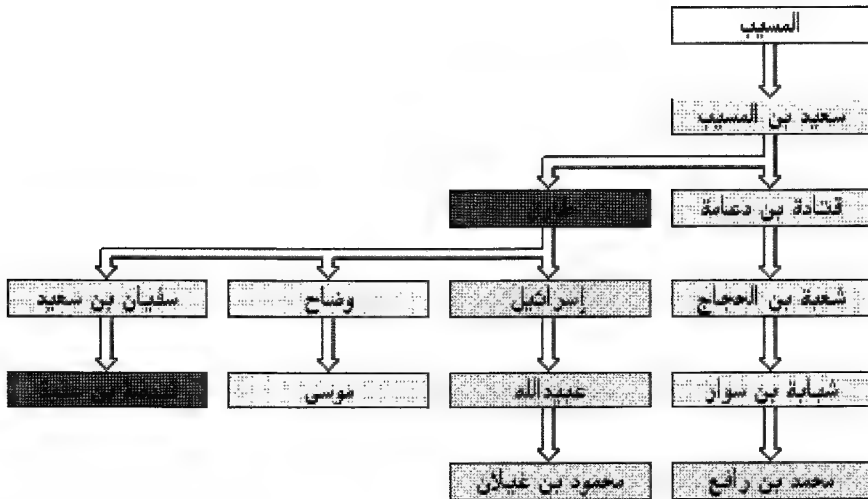 المسيب
سعيد بن المسيب
قتادة بن دعامة
طارق
شعبة بن الحجاج
إسرائيل
وضاح
سفيان بن سعيد
شبابة بن سوار
عبيدالله
موسى
محمد بن رافع
محمود بن غيلان